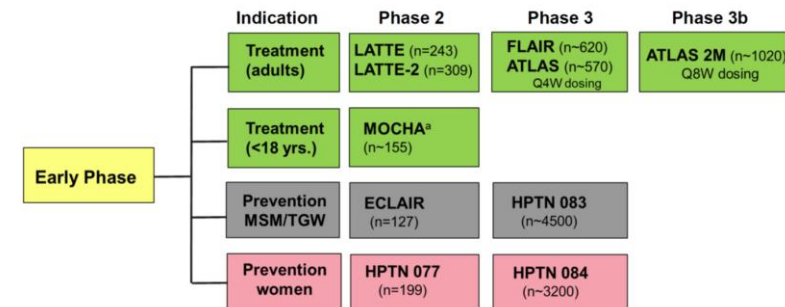 Indication Phase 2 Phase 3 Phase 3b
Treatment
(adults)
LATTE (n=243)
LATTE-2 (n=309)
FLAIR (n~620)
ATLAS (n~570)
Q4W dosing
ATLAS 2M (n~1020)
Q8W dosing
Treatment
(<18 yrs.)
MOCHAᵃ
(n~155)
Early Phase
Prevention
MSM/TGW
ECLAIR
(n=127)
HPTN 083
(n~4500)
Prevention
women
HPTN 077
(n=199)
HPTN 084
(n~3200)